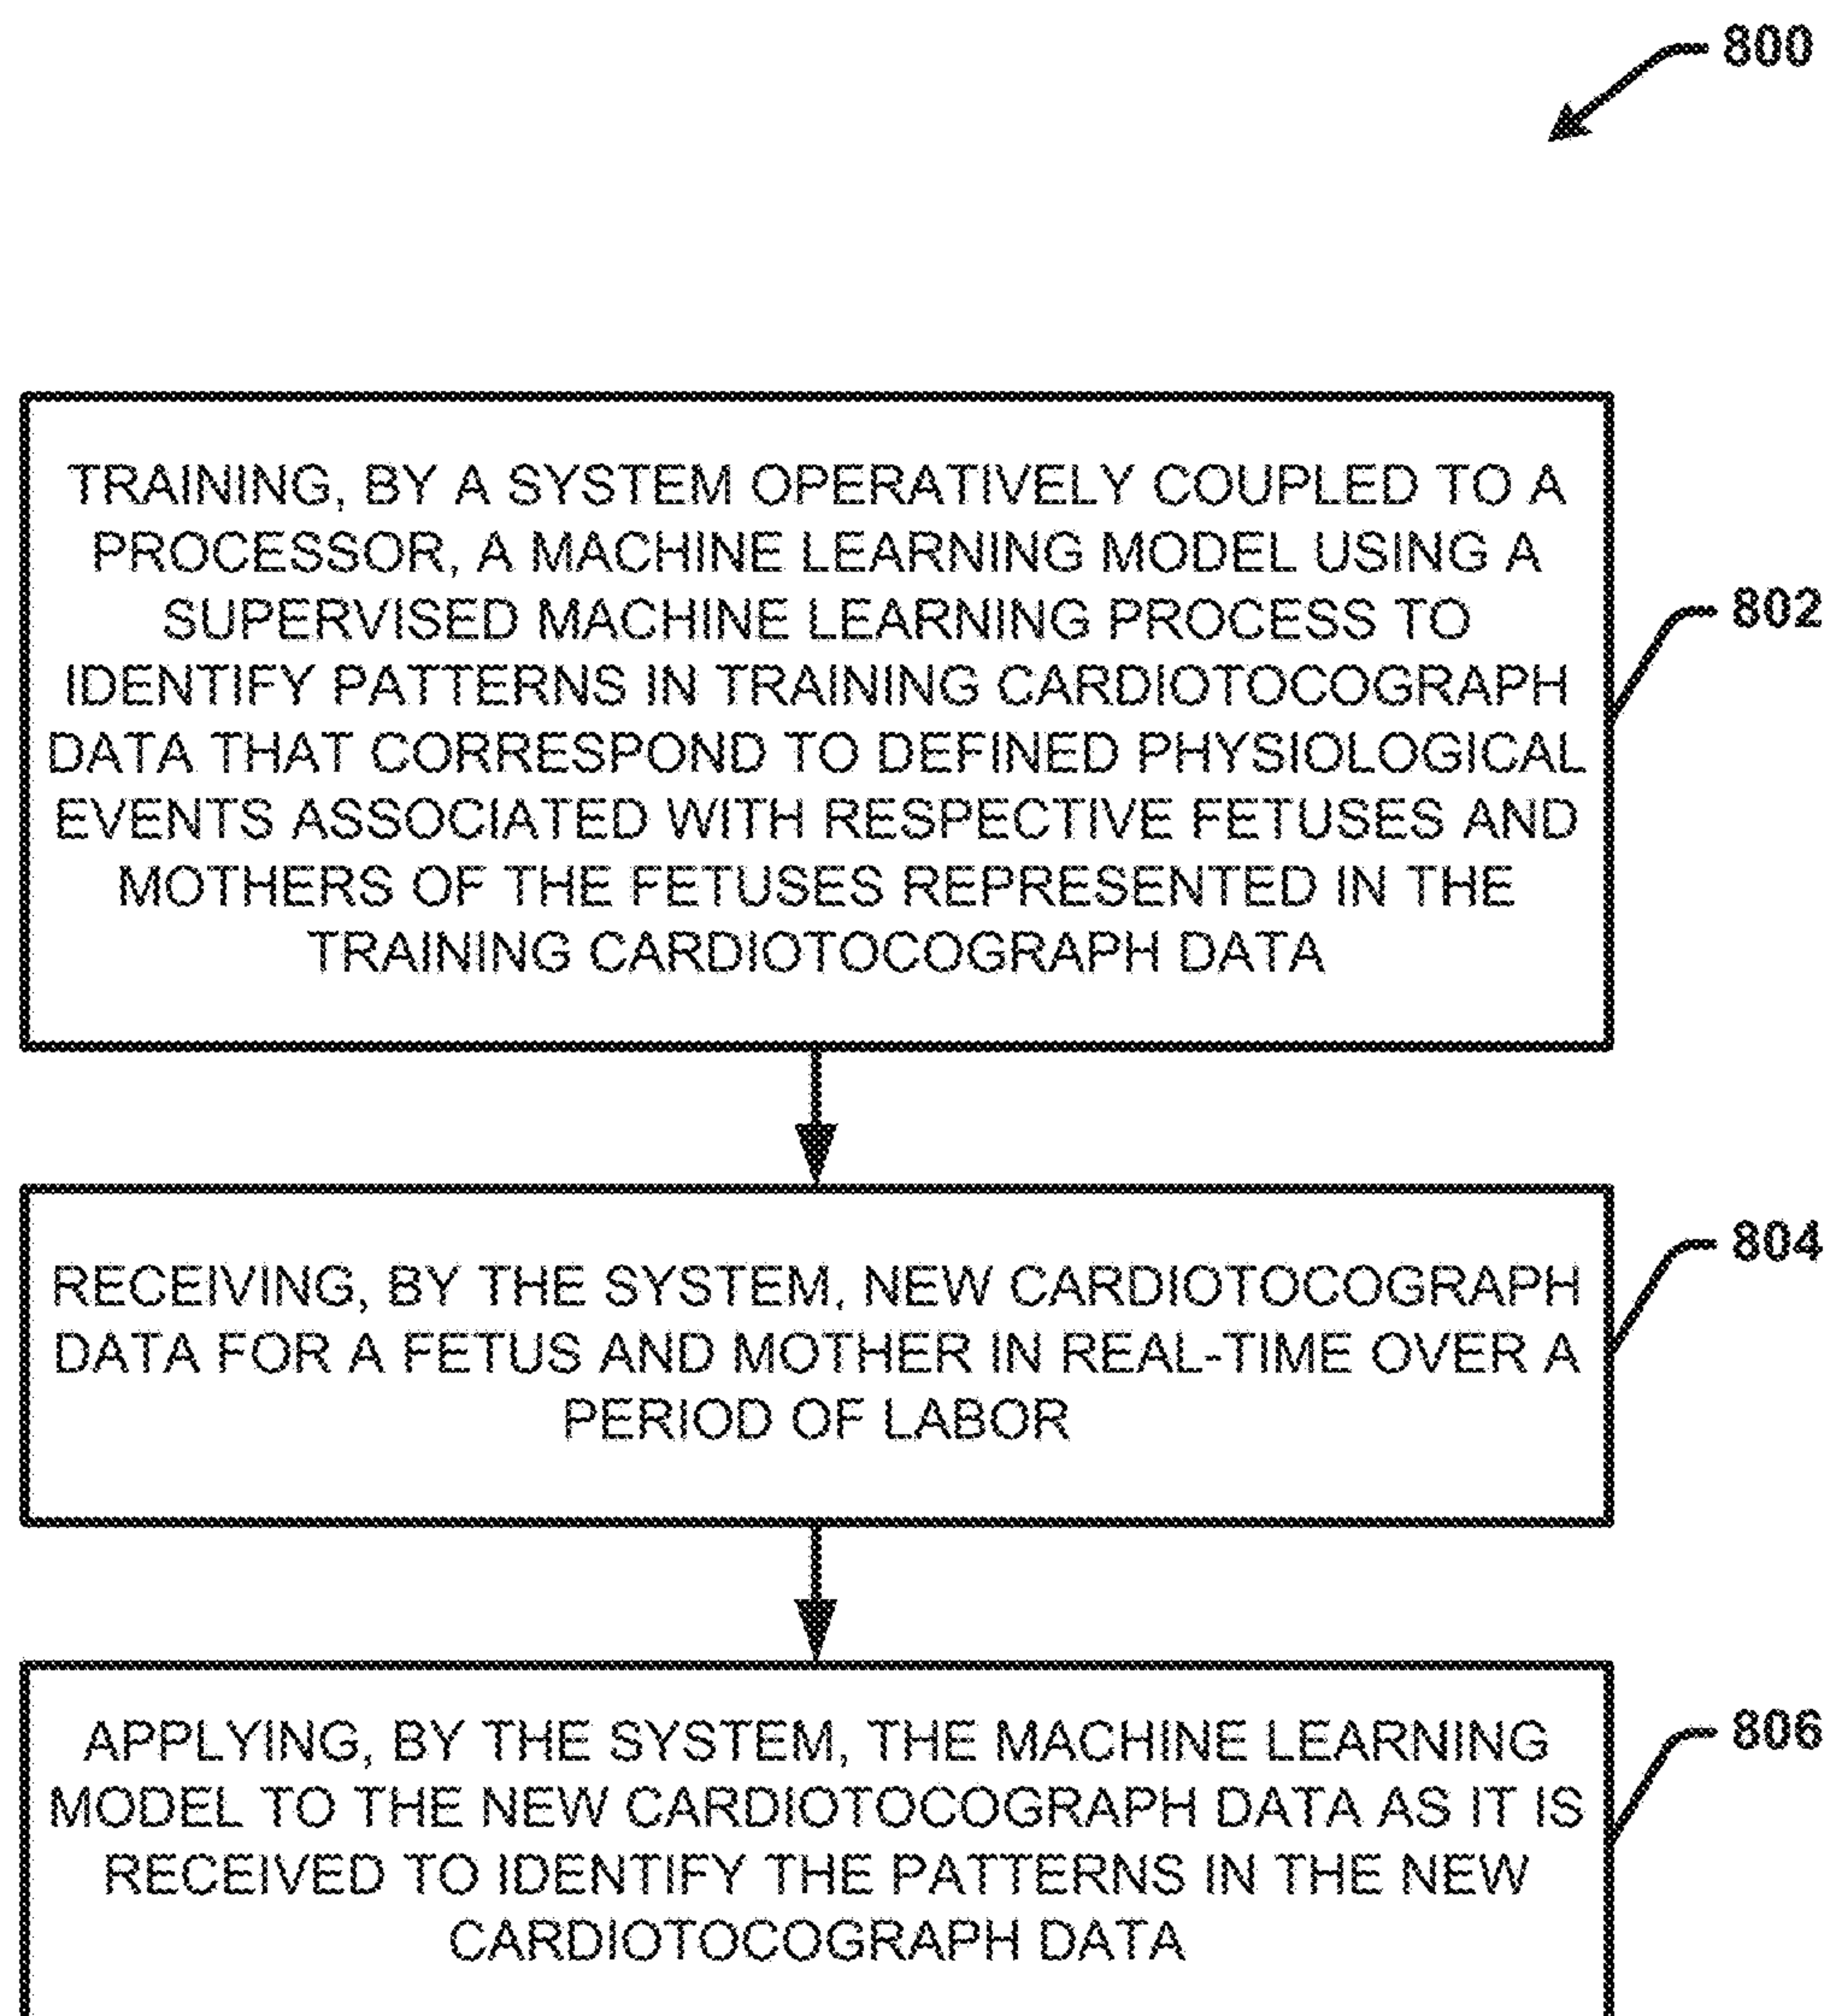 800
TRAINING, BY A SYSTEM OPERATIVELY COUPLED TO A
PROCESSOR, A MACHINE LEARNING MODEL USING A
SUPERVISED MACHINE LEARNING PROCESS TO
IDENTIFY PATTERNS IN TRAINING CARDIOTOCOGRAPH
DATA THAT CORRESPOND TO DEFINED PHYSIOLOGICAL
EVENTS ASSOCIATED WITH RESPECTIVE FETUSES AND
MOTHERS OF THE FETUSES REPRESENTED IN THE
TRAINING CARDIOTOCOGRAPH DATA
802
RECEIVING, BY THE SYSTEM, NEW CARDIOTOCOGRAPH
DATA FOR A FETUS AND MOTHER IN REAL-TIME OVER A
PERIOD OF LABOR
804
APPLYING, BY THE SYSTEM, THE MACHINE LEARNING
MODEL TO THE NEW CARDIOTOCOGRAPH DATA AS IT IS
RECEIVED TO IDENTIFY THE PATTERNS IN THE NEW
CARDIOTOCOGRAPH DATA
806